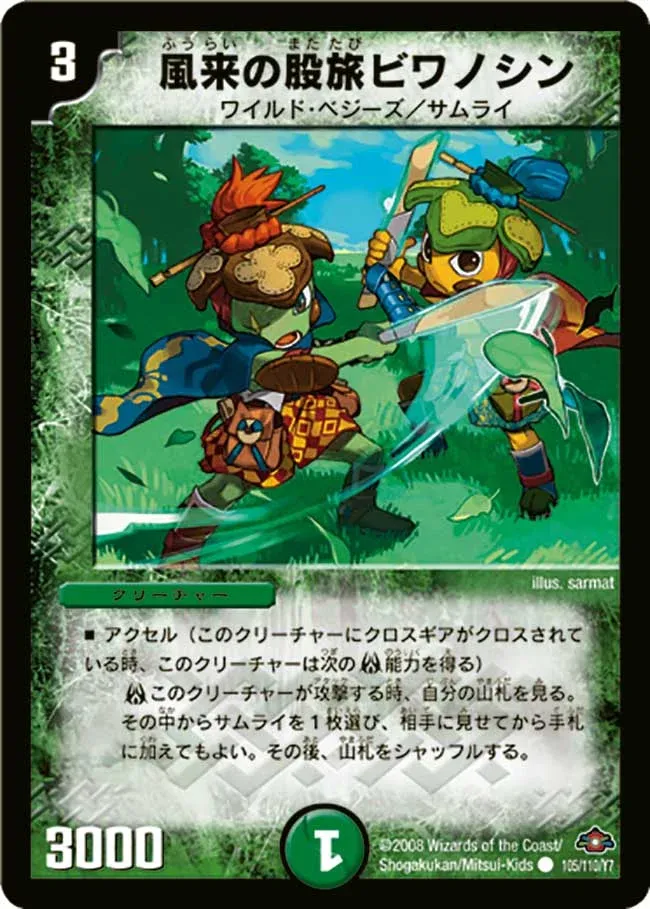 3
ふうらい またたび
風来の股旅ビワノシン
ワイルド・ベジーズ／サムライ
illus. sarmat
クリーチャー
■ アクセル（このクリーチャーにクロスギアがクロスされて
いる時、このクリーチャーは次の能力を得る）
このクリーチャーが攻撃する時、自分の山札を見る。
その中からサムライを１枚選び、相手に見せてから手札
に加えてもよい。その後、山札をシャッフルする。
3000
1
©2008 Wizards of the Coast/
Shogakukan/Mitsui-Kids
105/110/Y7